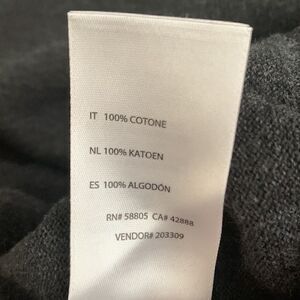 IT 100% COTONE
NL 100% KATOEN
ES 100% ALGODÓN
RN# 58805 CA# 42888
VENDOR# 203309